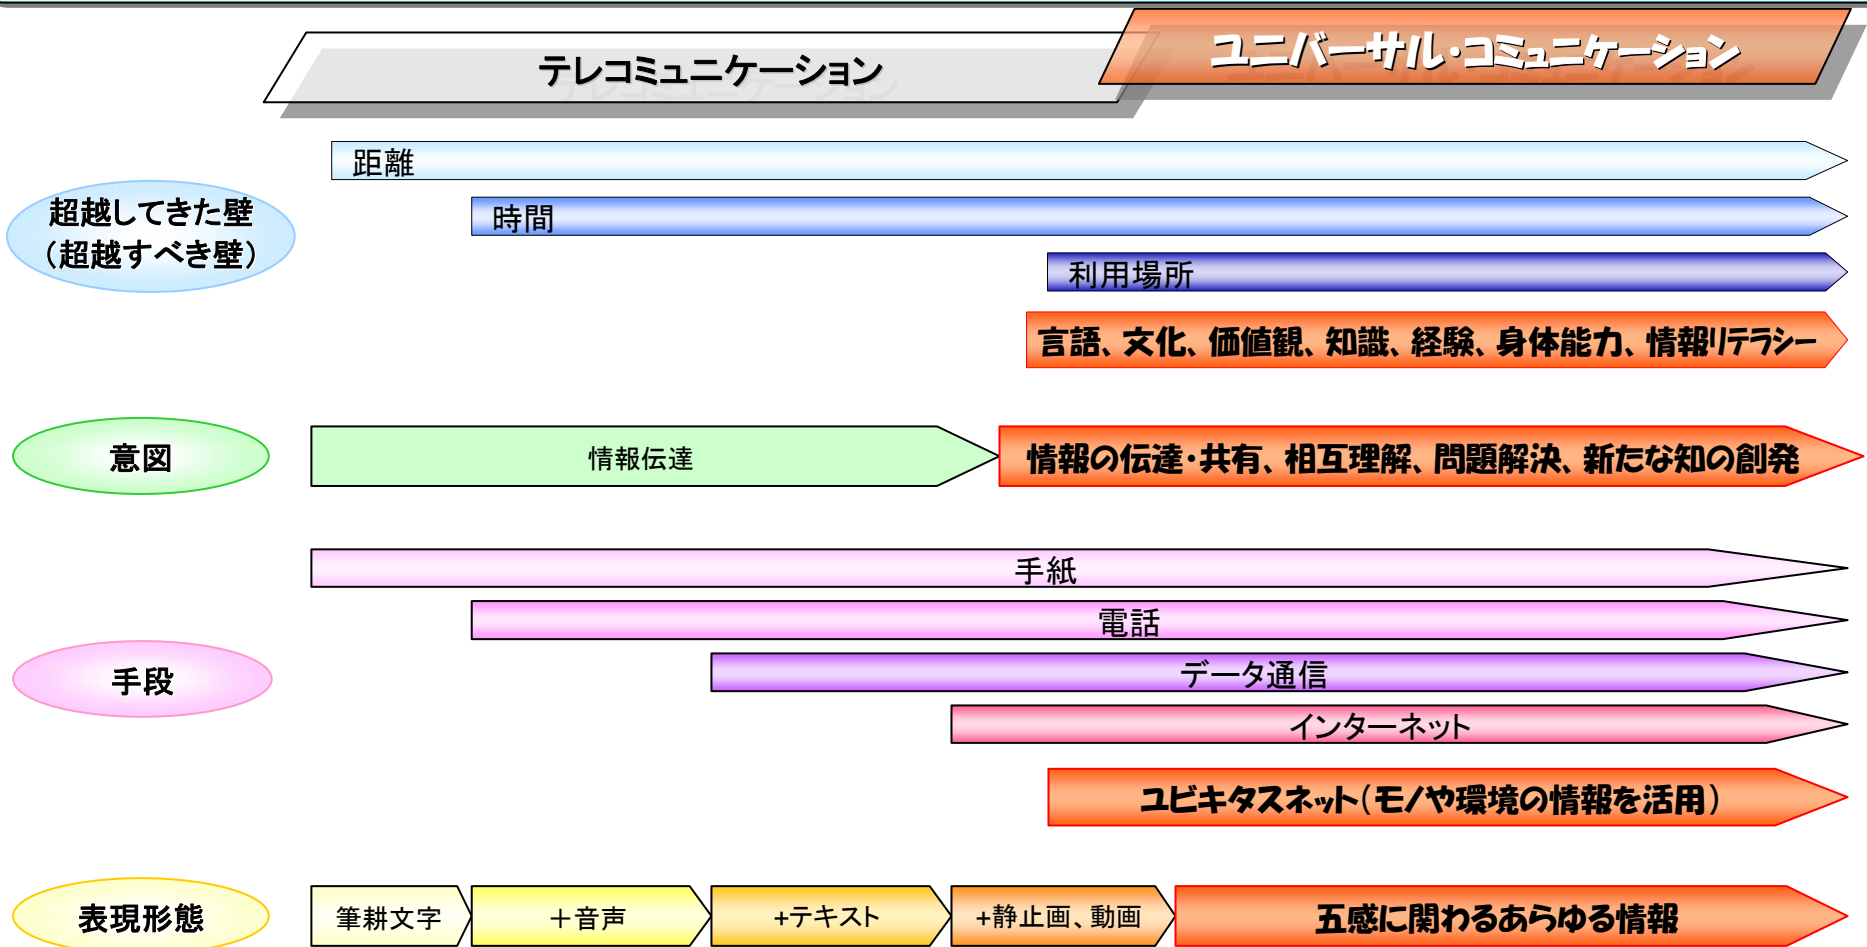 テレコミュニケーション
ユニバーサル・コミュニケーション
超越してきた壁
（超越すべき壁）
距離
時間
利用場所
言語、文化、価値観、知識、経験、身体能力、情報リテラシー
意図
情報伝達
情報の伝達・共有、相互理解、問題解決、新たな知の創発
手段
手紙
電話
データ通信
インターネット
ユビキタスネット（モノや環境の情報を活用）
表現形態
筆耕文字
＋音声
+テキスト
+静止画、動画
五感に関わるあらゆる情報